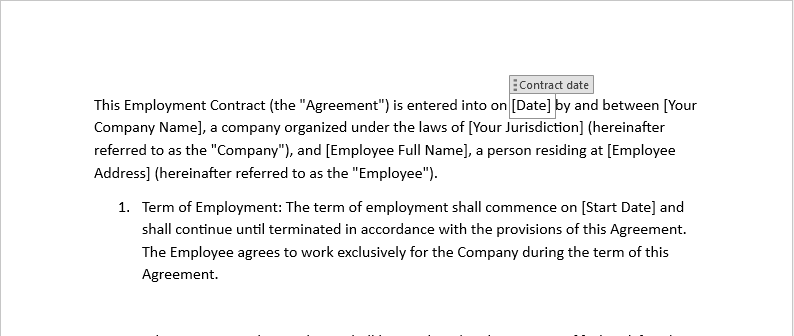 Contract date
This Employment Contract (the "Agreement") is entered into on [Date] by and between [Your
Company Name], a company organized under the laws of [Your Jurisdiction] (hereinafter
referred to as the "Company"), and [Employee Full Name], a person residing at [Employee
Address] (hereinafter referred to as the "Employee").
1. Term of Employment: The term of employment shall commence on [Start Date] and
shall continue until terminated in accordance with the provisions of this Agreement.
The Employee agrees to work exclusively for the Company during the term of this
Agreement.